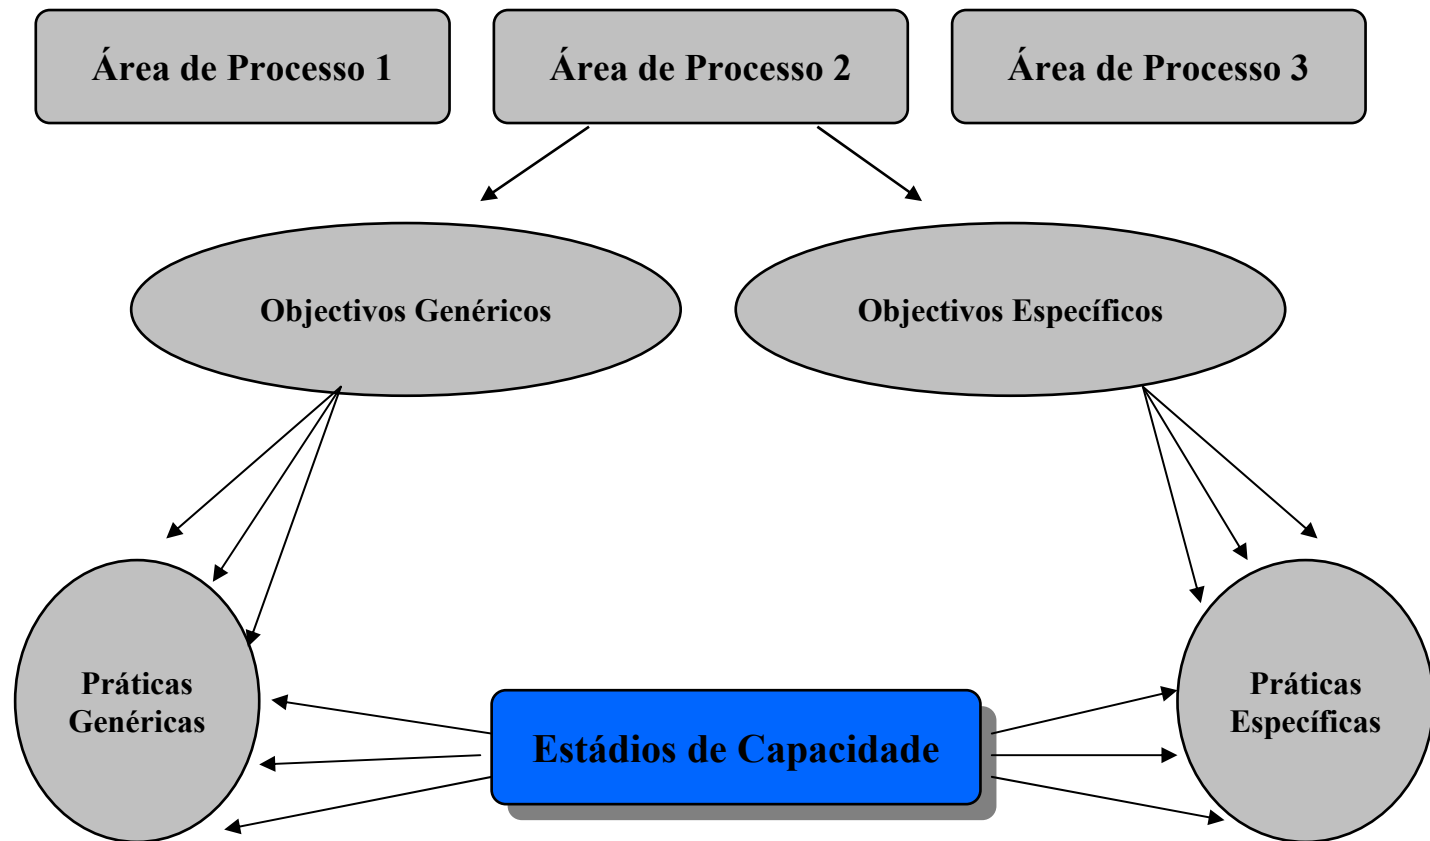 Área de Processo 1
Área de Processo 2
Área de Processo 3
Objectivos Genéricos
Objectivos Específicos
Práticas
Genéricas
Estádios de Capacidade
Práticas
Específicas